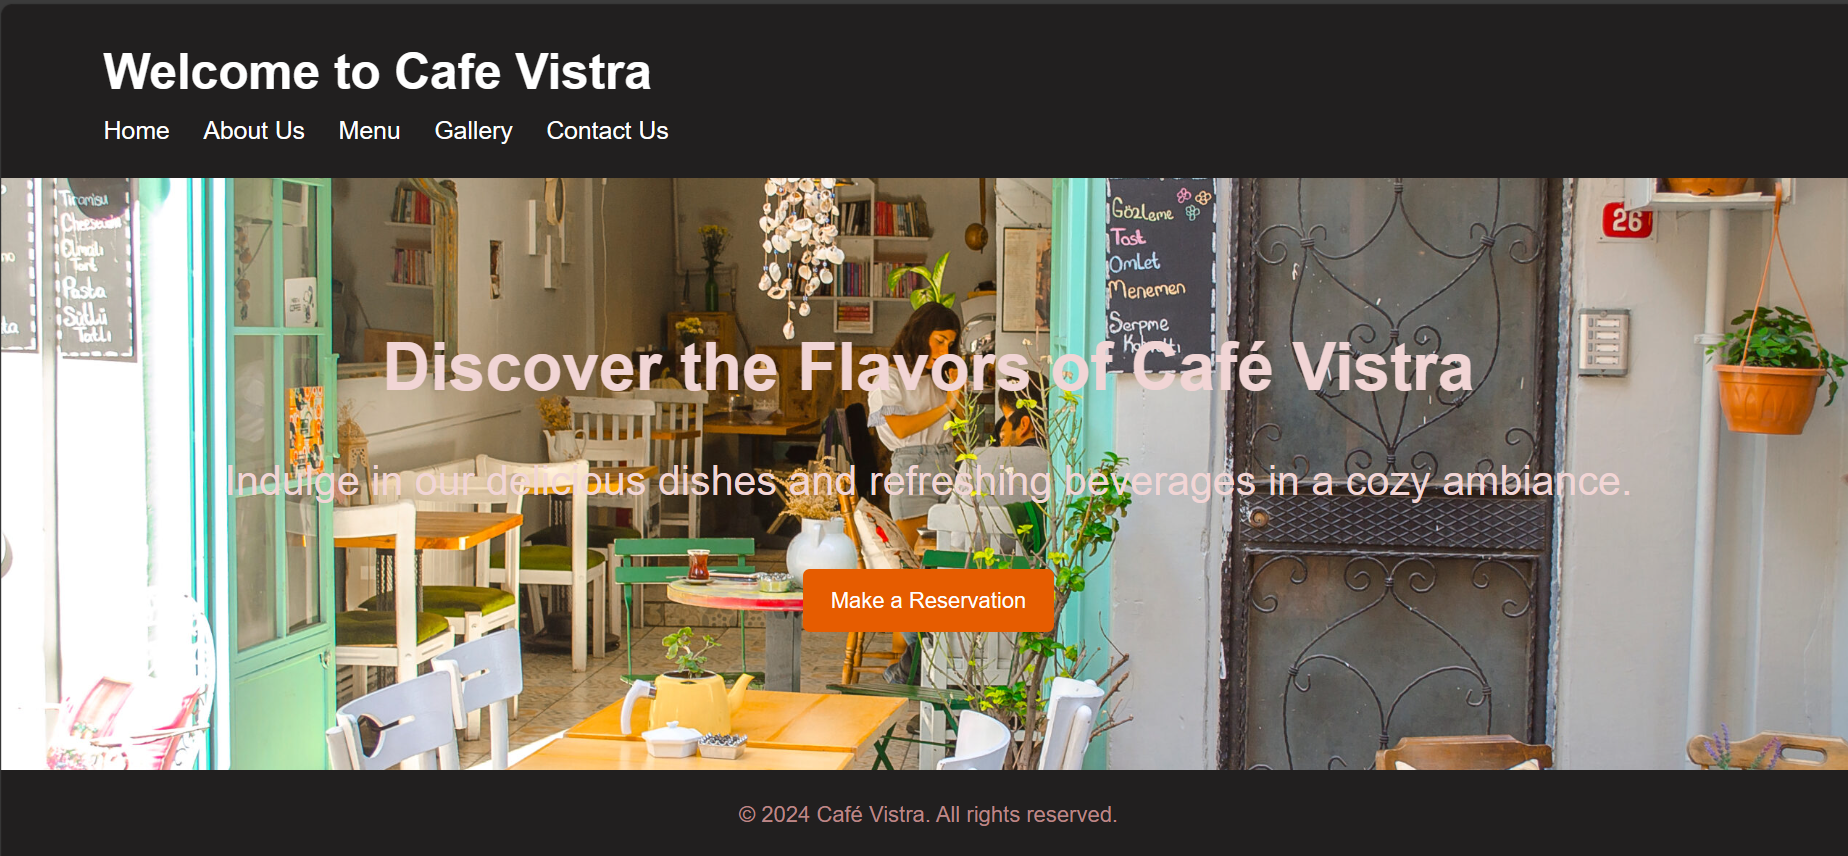 Welcome to Cafe Vistra
Home About Us Menu Gallery Contact Us
Tiramisu
Elmalı
Tart
Pasta
Sütlü
Tatlı
Gözleme
Tost
Omlet
Menemen
Serpme
26
Discover the Flavors of Café Vistra
Indulge in our delicious dishes and refreshing beverages in a cozy ambiance.
Make a Reservation
© 2024 Café Vistra. All rights reserved.